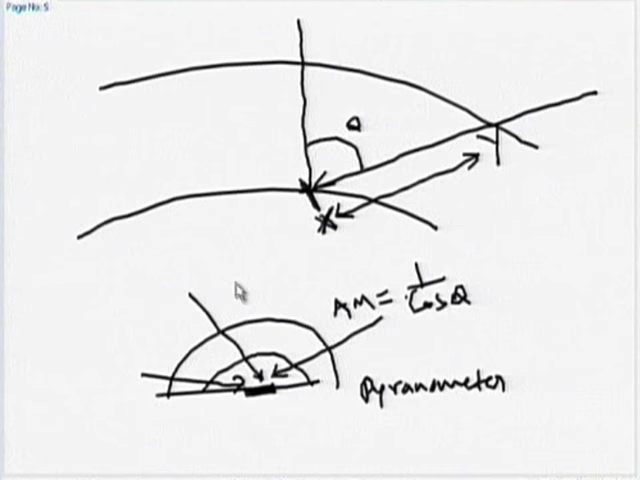 Page No: 5
θ
AM = 1/Cosθ
Pyranometer